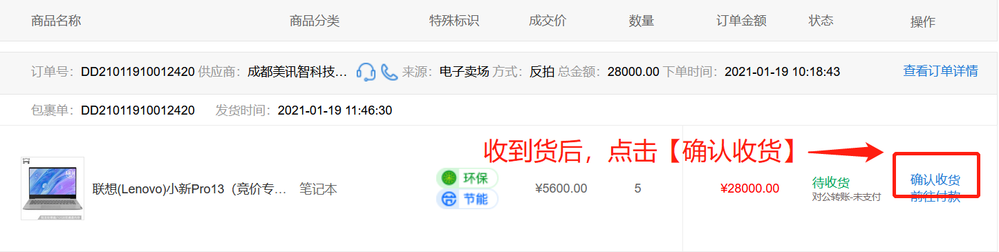 商品名称 商品分类 特殊标识 成交价 数量 订单金额 状态 操作
订单号：DD21011910012420 供应商：成都美讯智科技... 来源：电子卖场 方式：反拍 总金额：28000.00 下单时间：2021-01-19 10:18:43 查看订单详情
包裹单：DD21011910012420 发货时间：2021-01-19 11:46:30
收到货后，点击【确认收货】
联想(Lenovo)小新Pro13（竞价专... 笔记本 环保 节能 ¥5600.00 5 ¥28000.00 待收货 对公转账-未支付 确认收货 前往付款